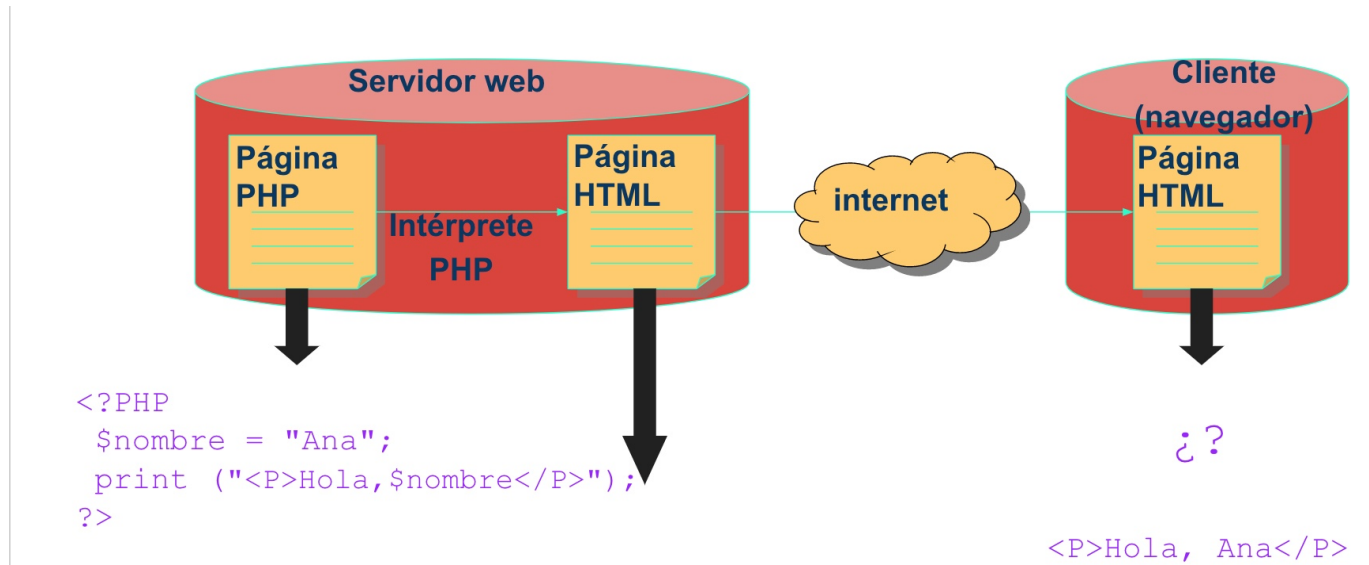 Servidor web
Cliente
(navegador)
Página
PHP
Intérprete
PHP
Página
HTML
internet
Página
HTML
<?PHP
$nombre = "Ana";
print ("<P>Hola,$nombre</P>");
?>
¿?
<P>Hola, Ana</P>